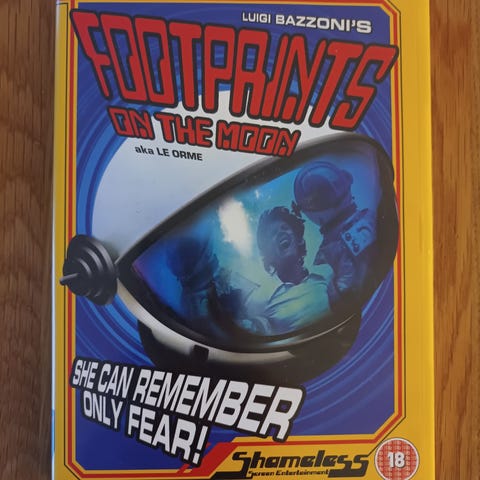 LUIGI BAZZONI'S
FOOTPRINTS
ON THE MOON
aka LE ORME
SHE CAN REMEMBER
ONLY FEAR!
Shameless
Screen Entertainment
18